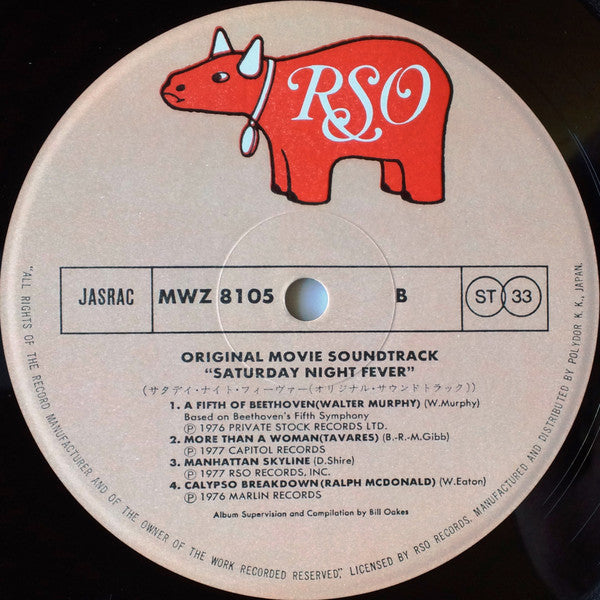 RSO
JASRAC
MWZ 8105
B
ST 33
ORIGINAL MOVIE SOUNDTRACK
“SATURDAY NIGHT FEVER”
(サタデイ・ナイト・フィーヴァー(オリジナル・サウンドトラック))
1. A FIFTH OF BEETHOVEN(WALTER MURPHY) (W.Murphy)
Based on Beethoven's Fifth Symphony
Ⓟ 1976 PRIVATE STOCK RECORDS LTD.
2. MORE THAN A WOMAN(TAVARES) (B.-R.-M.Gibb)
Ⓟ 1977 CAPITOL RECORDS
3. MANHATTAN SKYLINE (D.Shire)
Ⓟ 1977 RSO RECORDS, INC.
4. CALYPSO BREAKDOWN(RALPH MCDONALD) (W.Eaton)
Ⓟ 1976 MARLIN RECORDS
Album Supervision and Compilation by Bill Oakes
“ALL RIGHTS OF THE RECORD MANUFACTURER AND OF THE OWNER OF THE WORK RECORDED RESERVED”, LICENSED BY RSO RECORDS, MANUFACTURED AND DISTRIBUTED BY POLYDOR K. K., JAPAN.